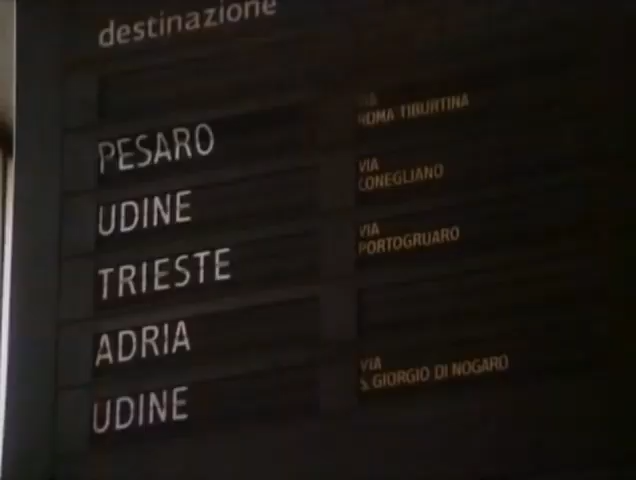 destinazione
PESARO
VIA
ROMA TIBURTINA
UDINE
VIA
CONEGLIANO
TRIESTE
VIA
PORTOGRUARO
ADRIA
UDINE
VIA
S. GIORGIO DI NOGARO